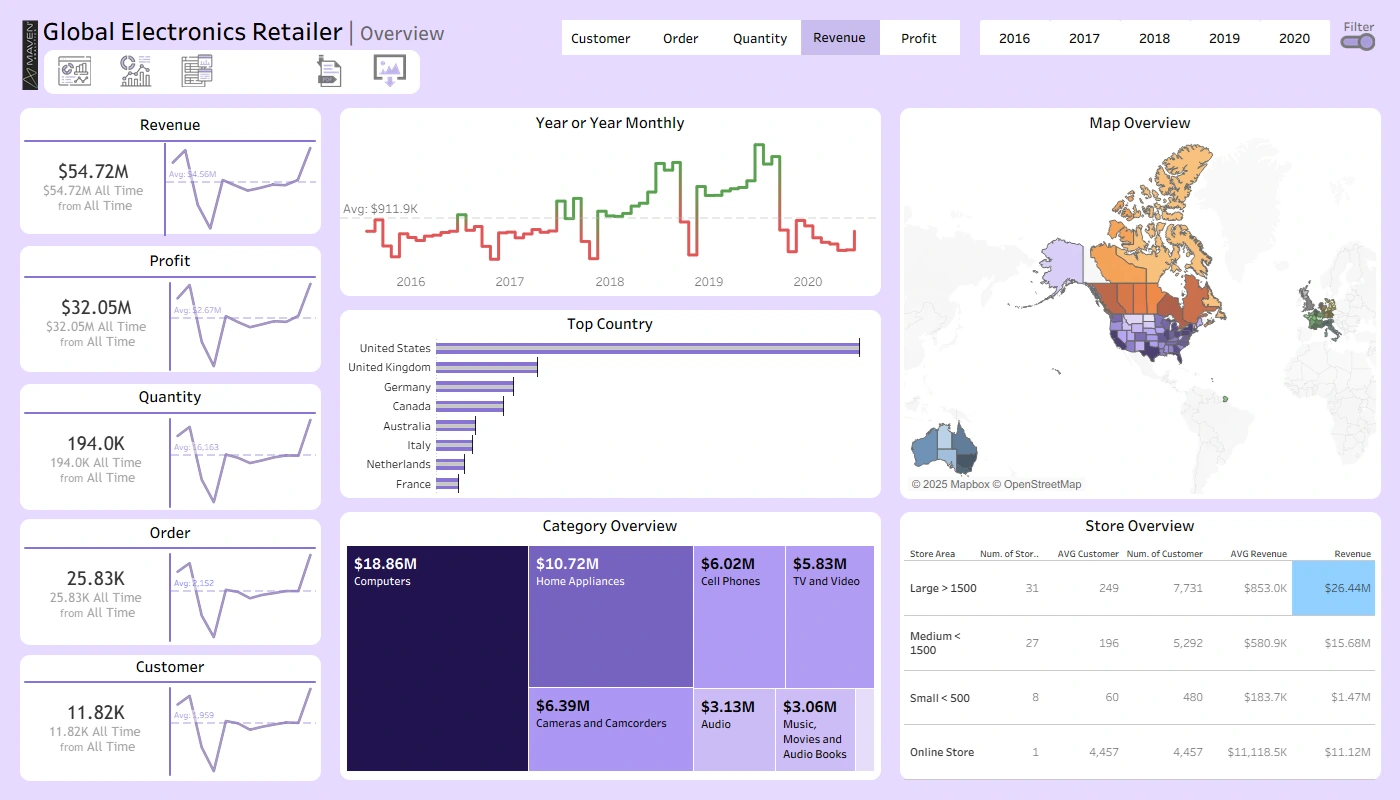 MAVEN
Global Electronics Retailer | Overview
Customer
Order
Quantity
Revenue
Profit
2016
2017
2018
2019
2020
Filter
PDF
Revenue
$54.72M
$54.72M All Time
from All Time
Avg: $4.56M
Profit
$32.05M
$32.05M All Time
from All Time
Avg: $2.67M
Quantity
194.0K
194.0K All Time
from All Time
Avg: 16,163
Order
25.83K
25.83K All Time
from All Time
Avg: 2,152
Customer
11.82K
11.82K All Time
from All Time
Avg: 1,959
Year or Year Monthly
Avg: $911.9K
2016
2017
2018
2019
2020
Top Country
United States
United Kingdom
Germany
Canada
Australia
Italy
Netherlands
France
Category Overview
$18.86M
Computers
$10.72M
Home Appliances
$6.02M
Cell Phones
$5.83M
TV and Video
$6.39M
Cameras and Camcorders
$3.13M
Audio
$3.06M
Music,
Movies and
Audio Books
Map Overview
© 2025 Mapbox © OpenStreetMap
Store Overview
Store Area Num. of Stor.. AVG Customer Num. of Customer AVG Revenue Revenue
Large > 1500 31 249 7,731 $853.0K $26.44M
Medium <
1500 27 196 5,292 $580.9K $15.68M
Small < 500 8 60 480 $183.7K $1.47M
Online Store 1 4,457 4,457 $11,118.5K $11.12M